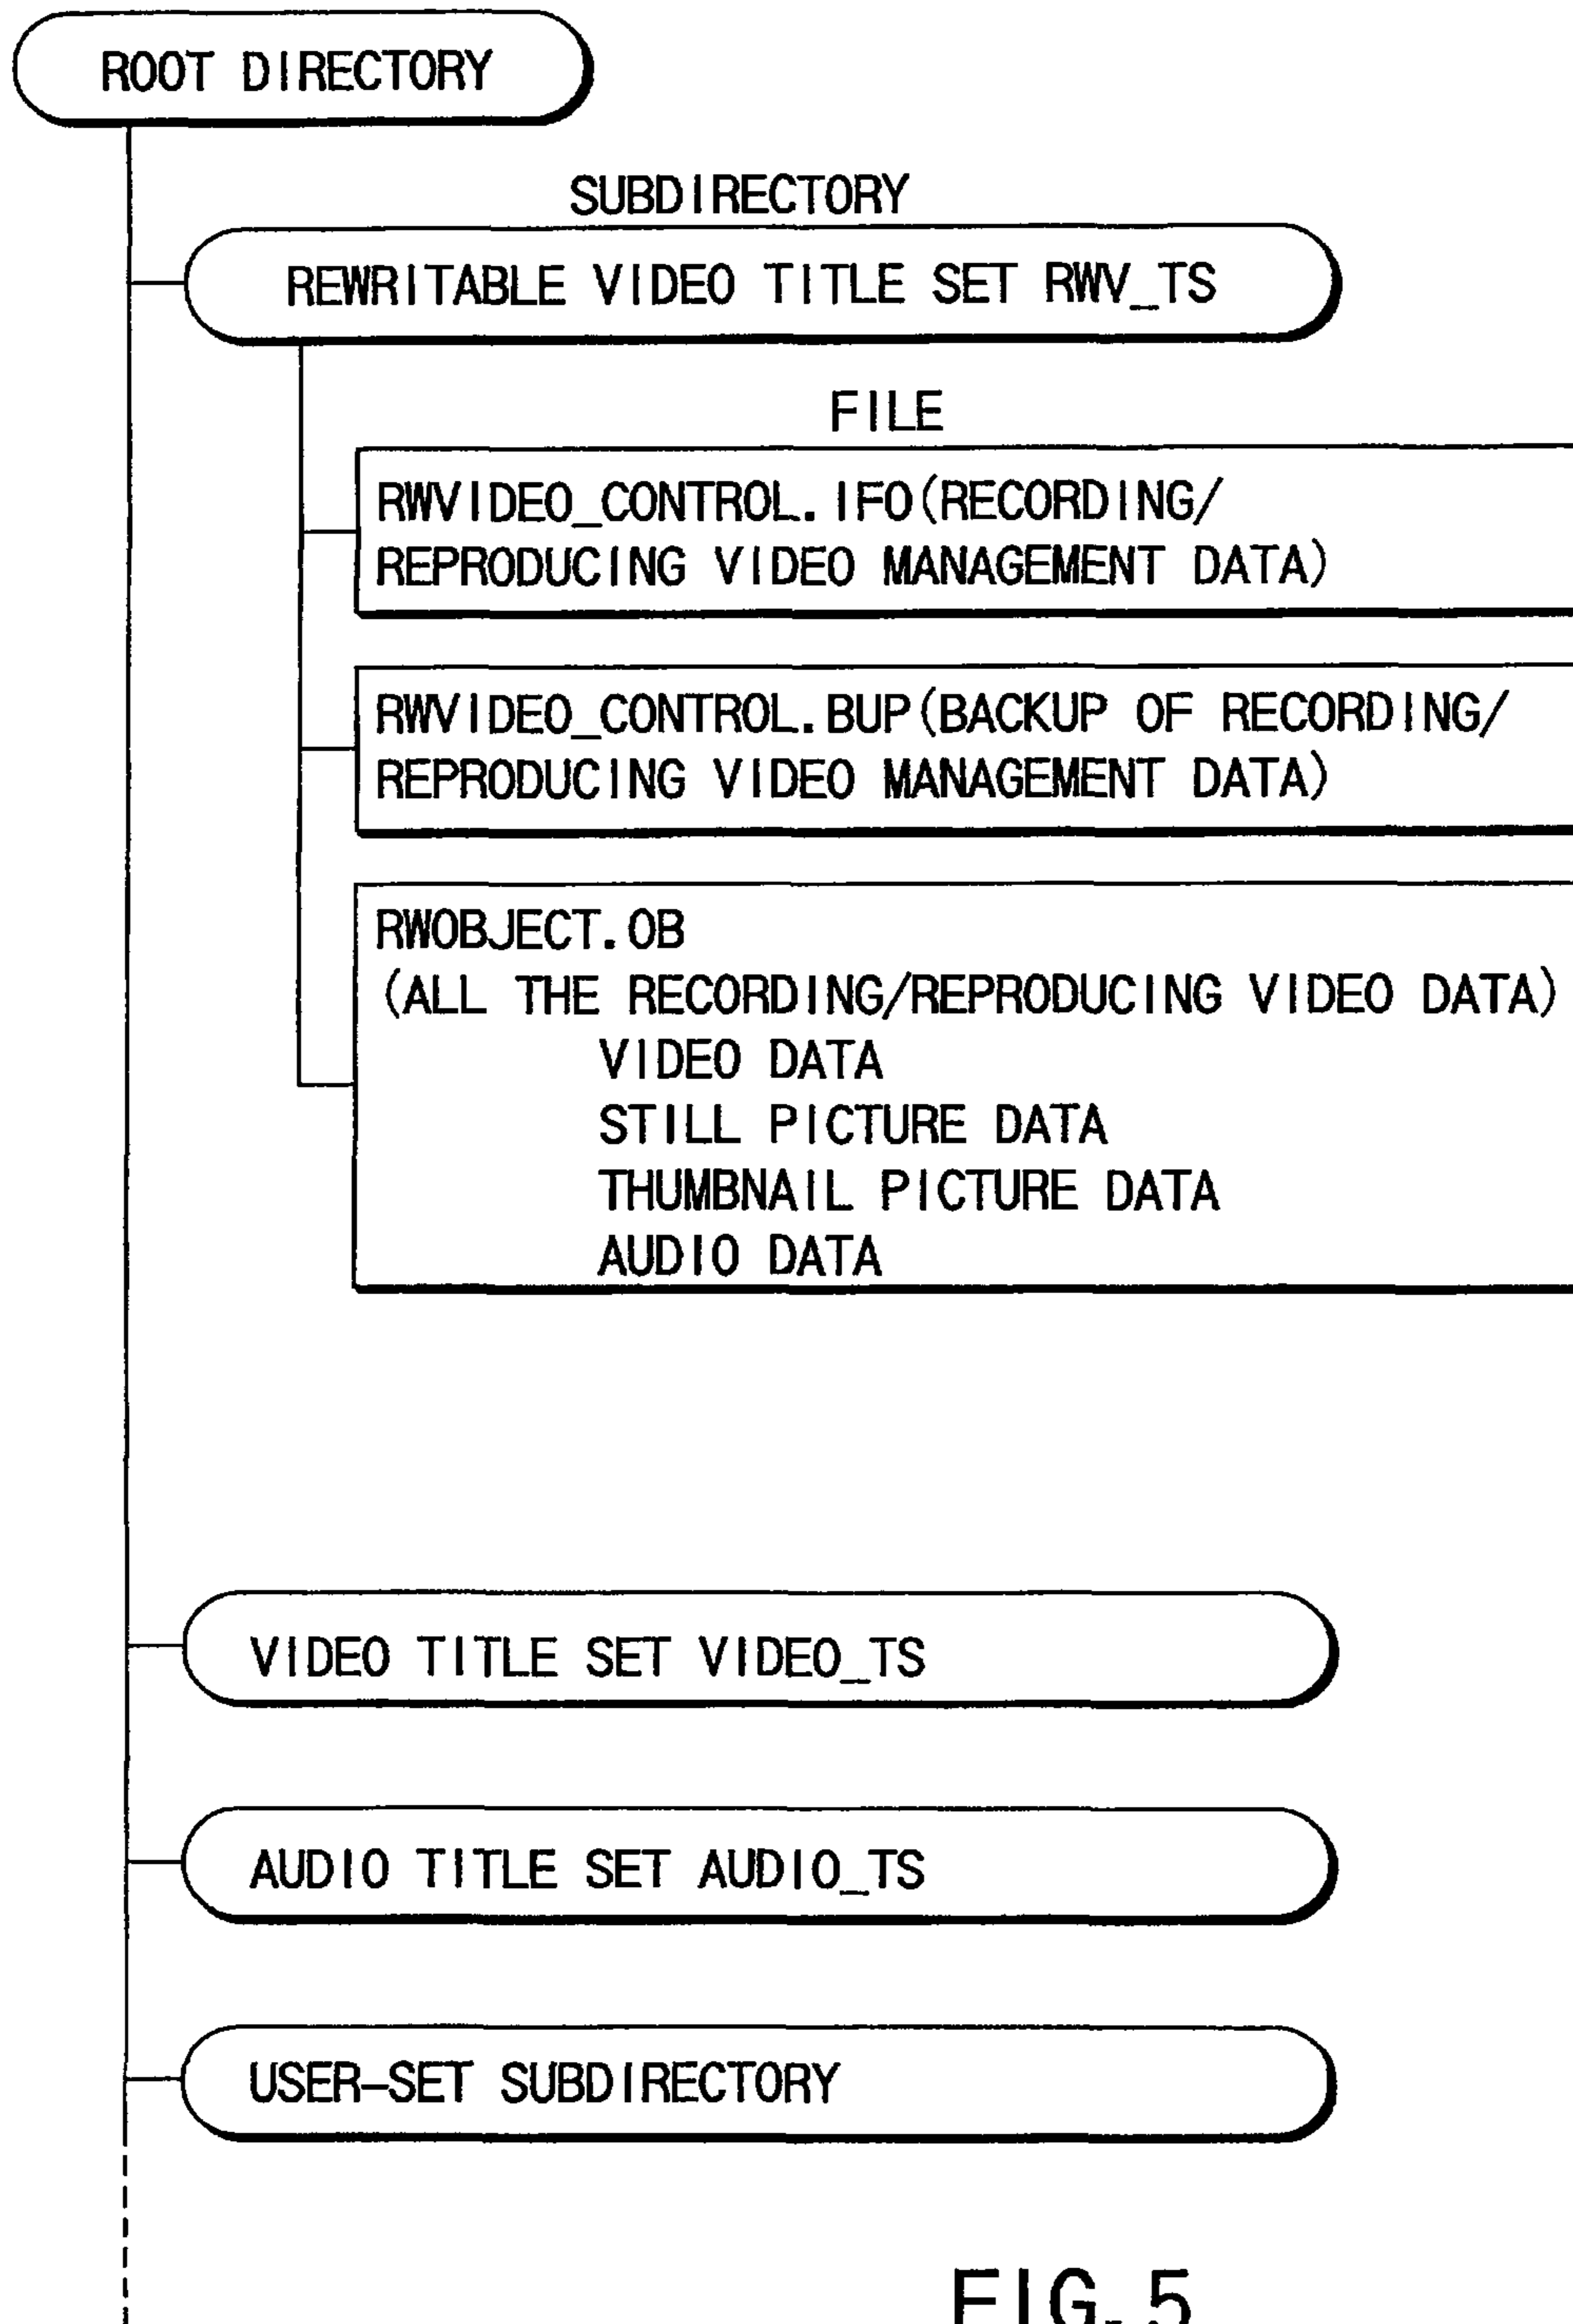 ROOT DIRECTORY
SUBDIRECTORY
REWRITABLE VIDEO TITLE SET RWV_TS
FILE
RWVIDEO_CONTROL.IFO(RECORDING/
REPRODUCING VIDEO MANAGEMENT DATA)
RWVIDEO_CONTROL.BUP(BACKUP OF RECORDING/
REPRODUCING VIDEO MANAGEMENT DATA)
RWOBJECT.OB
(ALL THE RECORDING/REPRODUCING VIDEO DATA)
VIDEO DATA
STILL PICTURE DATA
THUMBNAIL PICTURE DATA
AUDIO DATA
VIDEO TITLE SET VIDEO_TS
AUDIO TITLE SET AUDIO_TS
USER-SET SUBDIRECTORY
FIG.5